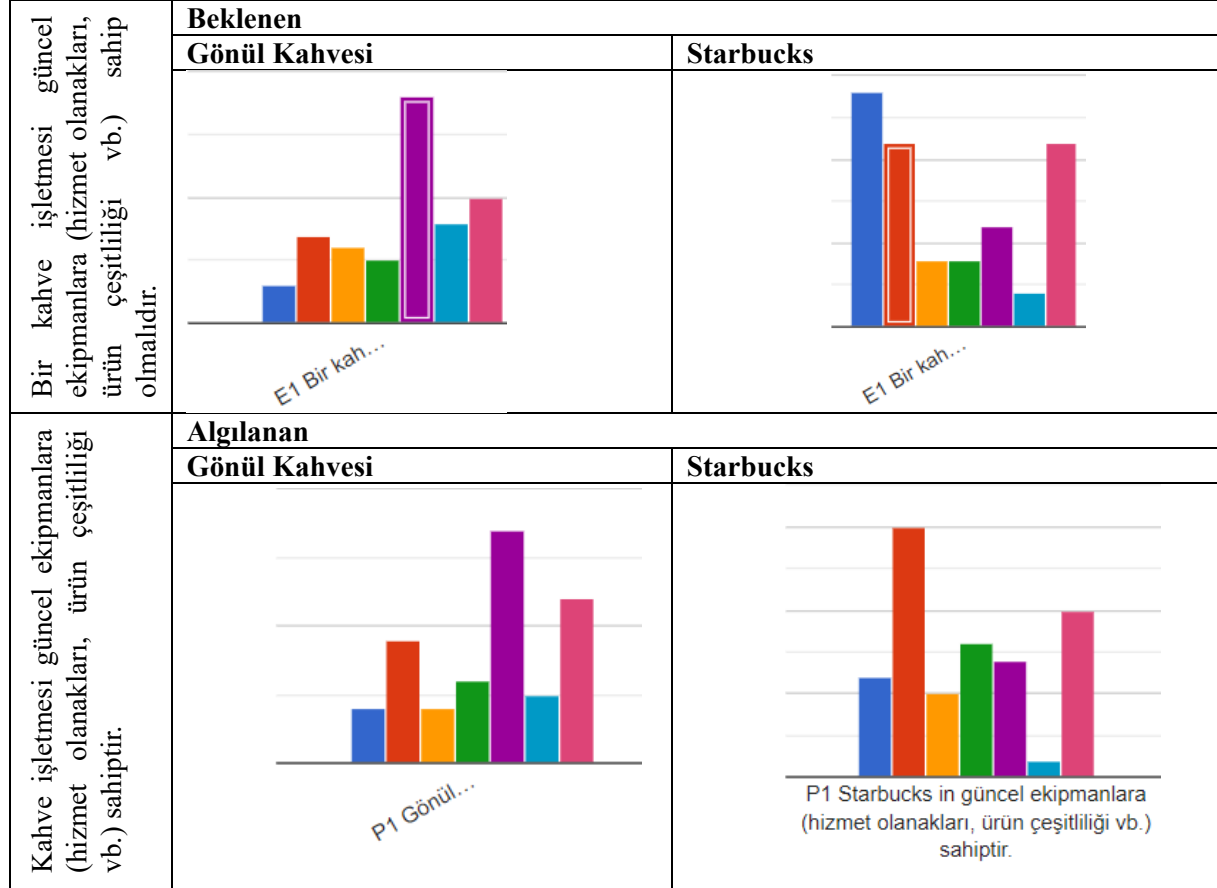 Bir kahve işletmesi güncel
ekipmanlara (hizmet olanakları,
ürün çeşitliliği vb.) sahip
olmalıdır.
Beklenen
Gönül Kahvesi
Starbucks
E1 Bir kah...
E1 Bir kah...
Kahve işletmesi güncel ekipmanlara
(hizmet olanakları, ürün çeşitliliği
vb.) sahiptir.
Algılanan
Gönül Kahvesi
Starbucks
P1 Gönül...
P1 Starbucks in güncel ekipmanlara
(hizmet olanakları, ürün çeşitliliği vb.)
sahiptir.